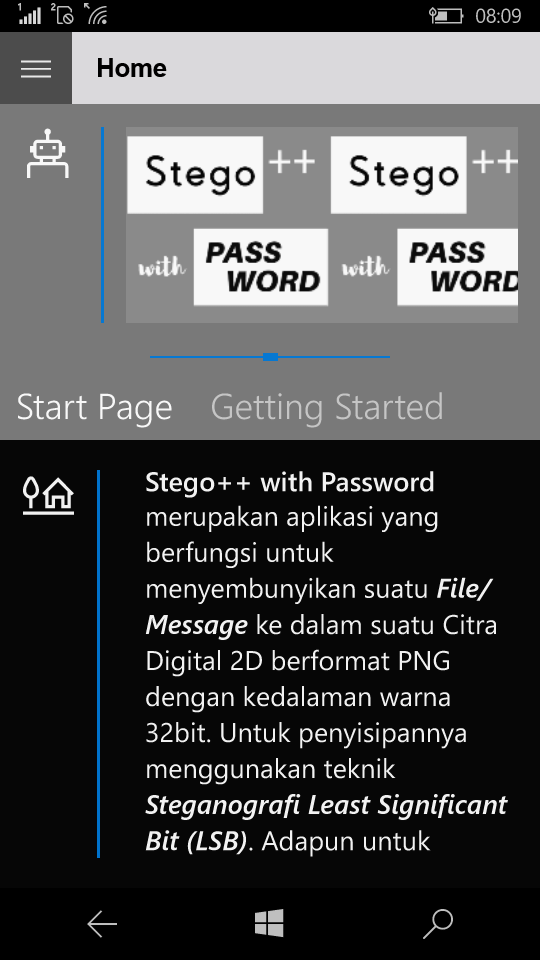 1 2 08:09
Home
Stego ++ Stego ++
with PASS WORD with PASS WORD
Start Page Getting Started
Stego++ with Password
merupakan aplikasi yang
berfungsi untuk
menyembunyikan suatu File/
Message ke dalam suatu Citra
Digital 2D berformat PNG
dengan kedalaman warna
32bit. Untuk penyisipannya
menggunakan teknik
Steganografi Least Significant
Bit (LSB). Adapun untuk